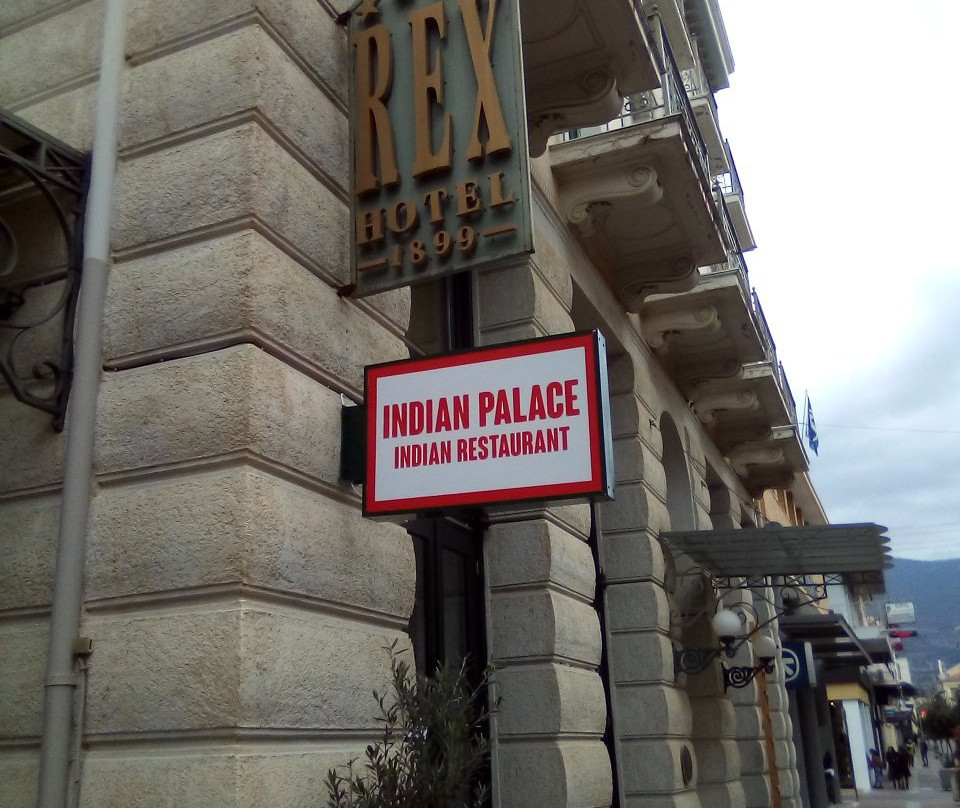 REX
HOTEL
1899
INDIAN PALACE
INDIAN RESTAURANT